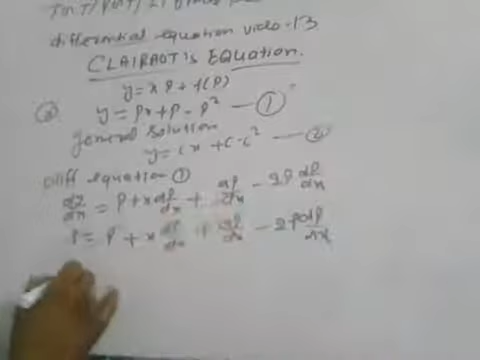 differential equation video-13
CLAIRAOT'S EQUATION.
y = xp + f(p)
y = px + p - p² — ①
general solution
y = cx + c - c² — ②
Diff equation ①
dy/dx = p + x dp/dx + dp/dx - 2p dp/dx
p = p + x dp/dx + dp/dx - 2p dp/dx